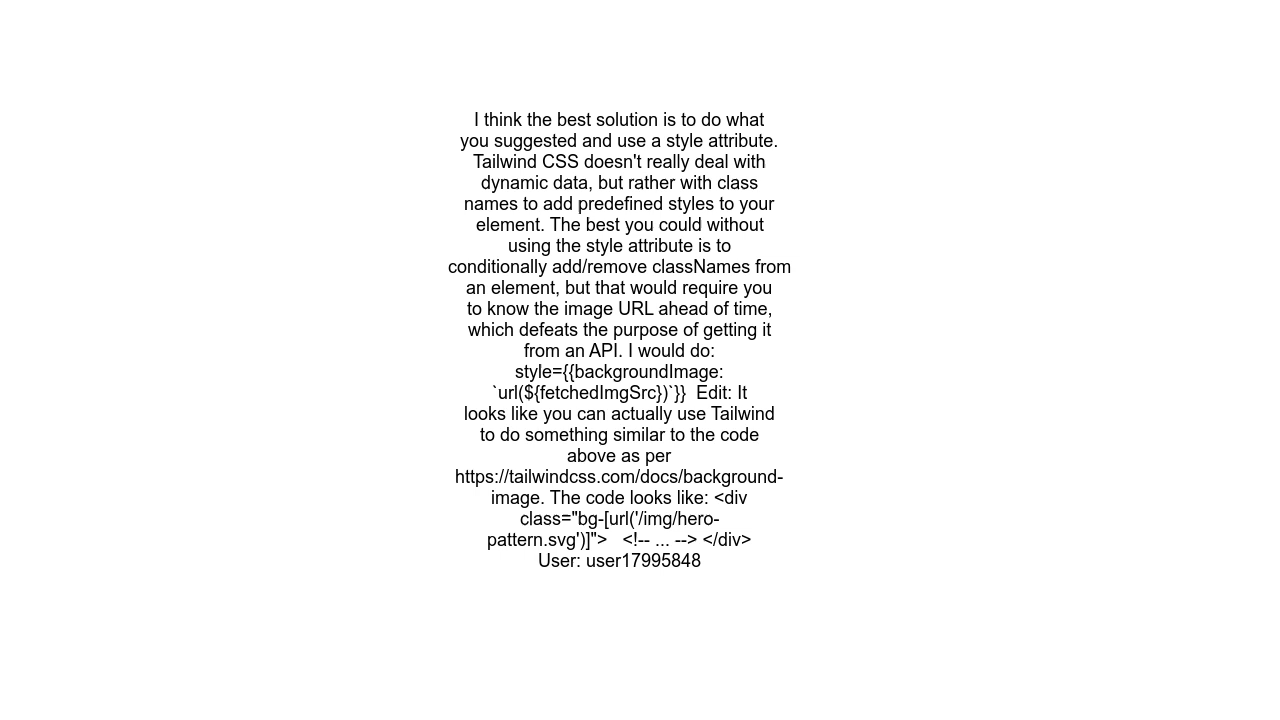 I think the best solution is to do what
you suggested and use a style attribute.
Tailwind CSS doesn't really deal with
dynamic data, but rather with class
names to add predefined styles to your
element. The best you could without
using the style attribute is to
conditionally add/remove classNames from
an element, but that would require you
to know the image URL ahead of time,
which defeats the purpose of getting it
from an API. I would do:
style={{backgroundImage:
`url(${fetchedImgSrc})`}}  Edit: It
looks like you can actually use Tailwind
to do something similar to the code
above as per
https://tailwindcss.com/docs/background-
image. The code looks like: <div
class="bg-[url('/img/hero-
pattern.svg')]">   <!-- ... --> </div>
User: user17995848